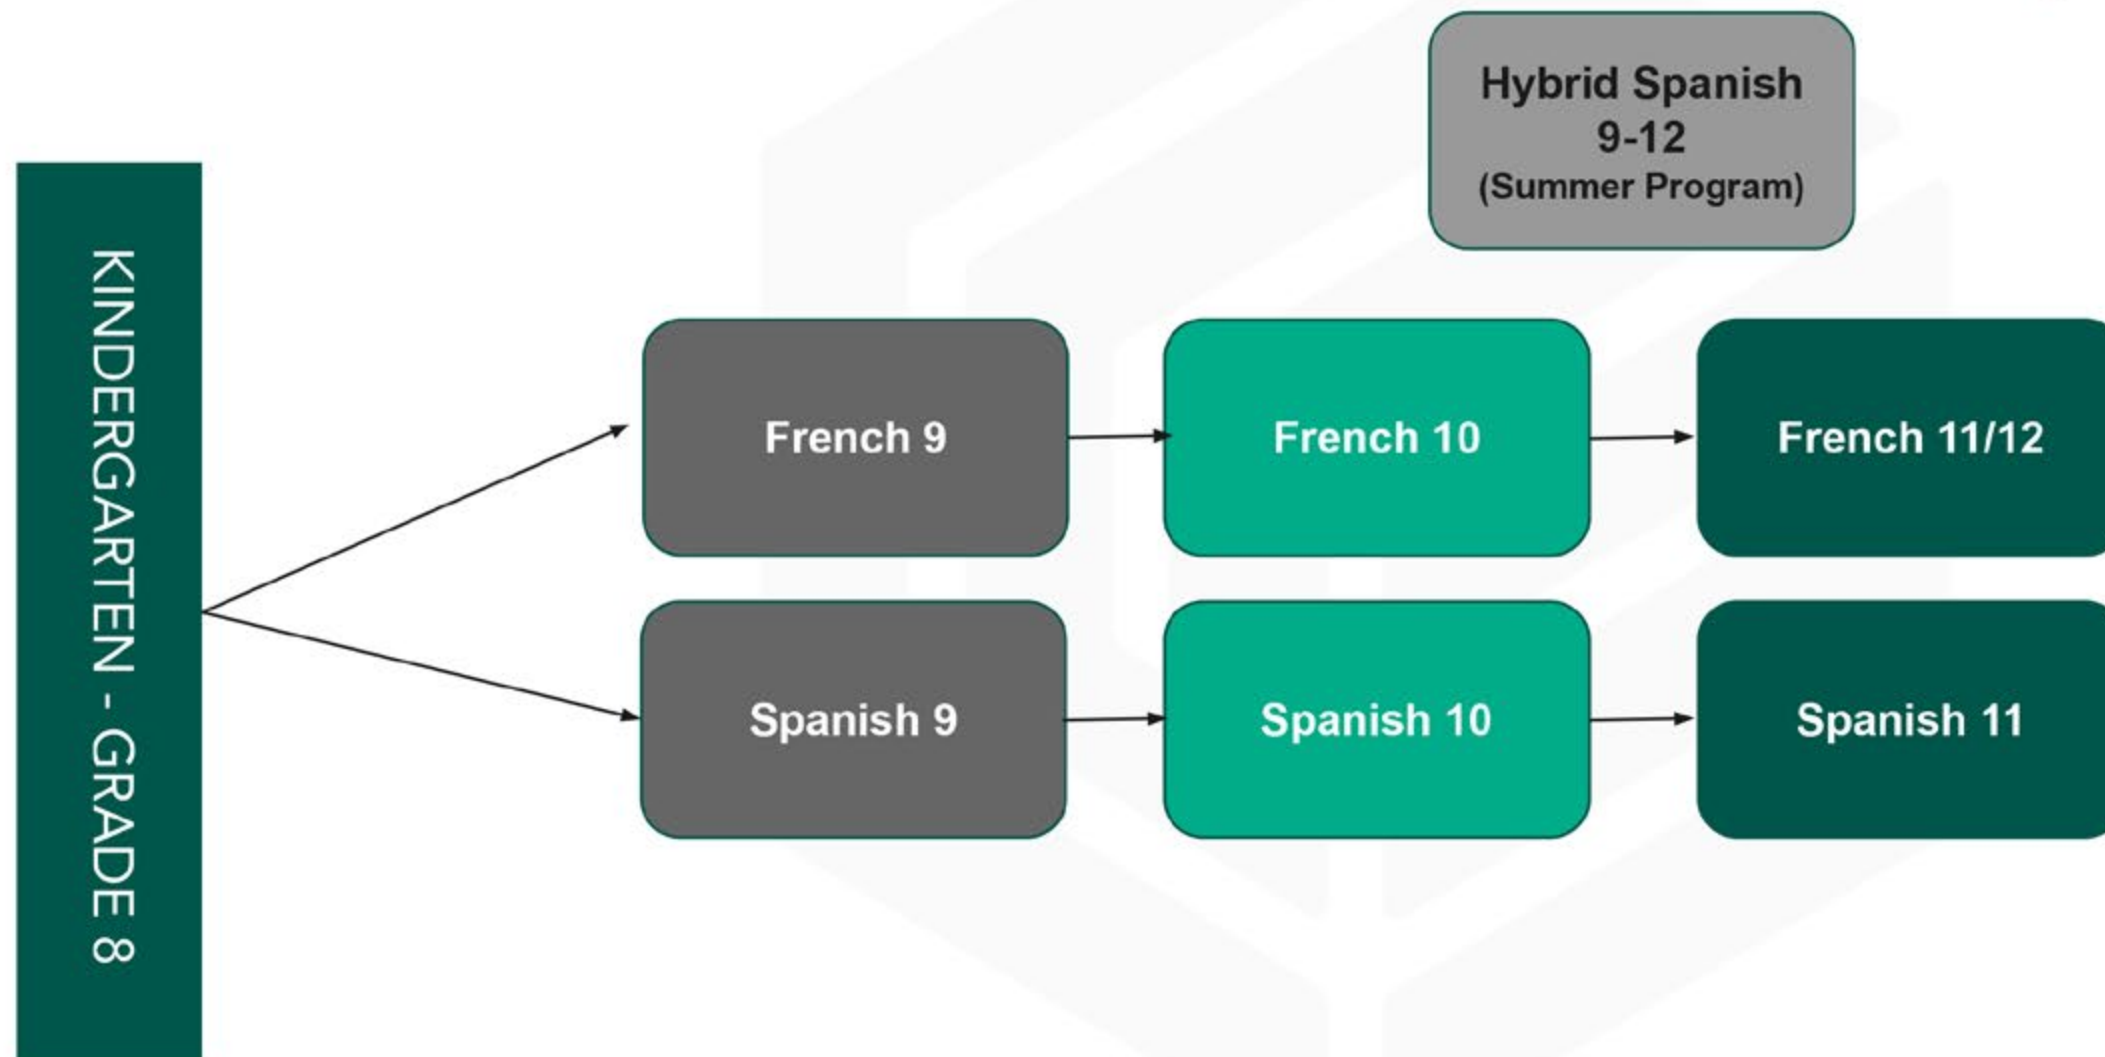 Hybrid Spanish
9-12
(Summer Program)
KINDERGARTEN - GRADE 8
French 9
French 10
French 11/12
Spanish 9
Spanish 10
Spanish 11